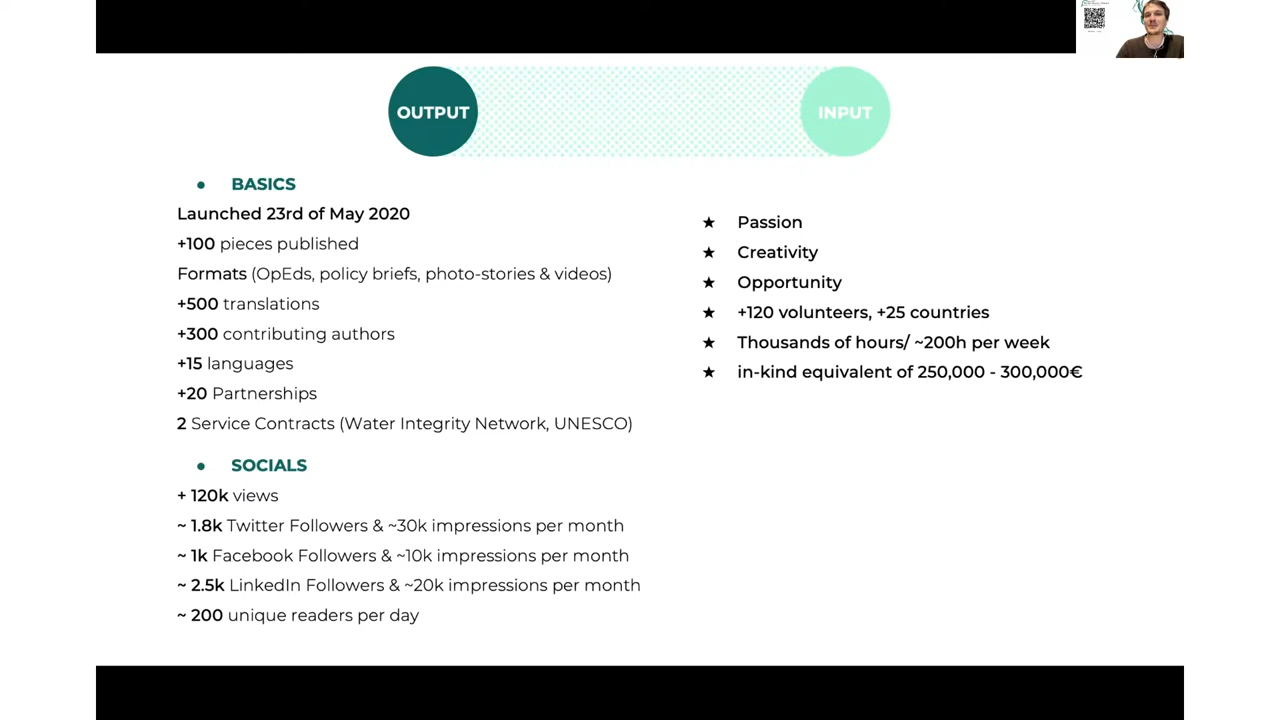 OUTPUT
INPUT
BASICS
Launched 23rd of May 2020
+100 pieces published
Formats (OpEds, policy briefs, photo-stories & videos)
+500 translations
+300 contributing authors
+15 languages
+20 Partnerships
2 Service Contracts (Water Integrity Network, UNESCO)
SOCIALS
+ 120k views
~ 1.8k Twitter Followers & ~30k impressions per month
~ 1k Facebook Followers & ~10k impressions per month
~ 2.5k LinkedIn Followers & ~20k impressions per month
~ 200 unique readers per day
Passion
Creativity
Opportunity
+120 volunteers, +25 countries
Thousands of hours/ ~200h per week
in-kind equivalent of 250,000 - 300,000€